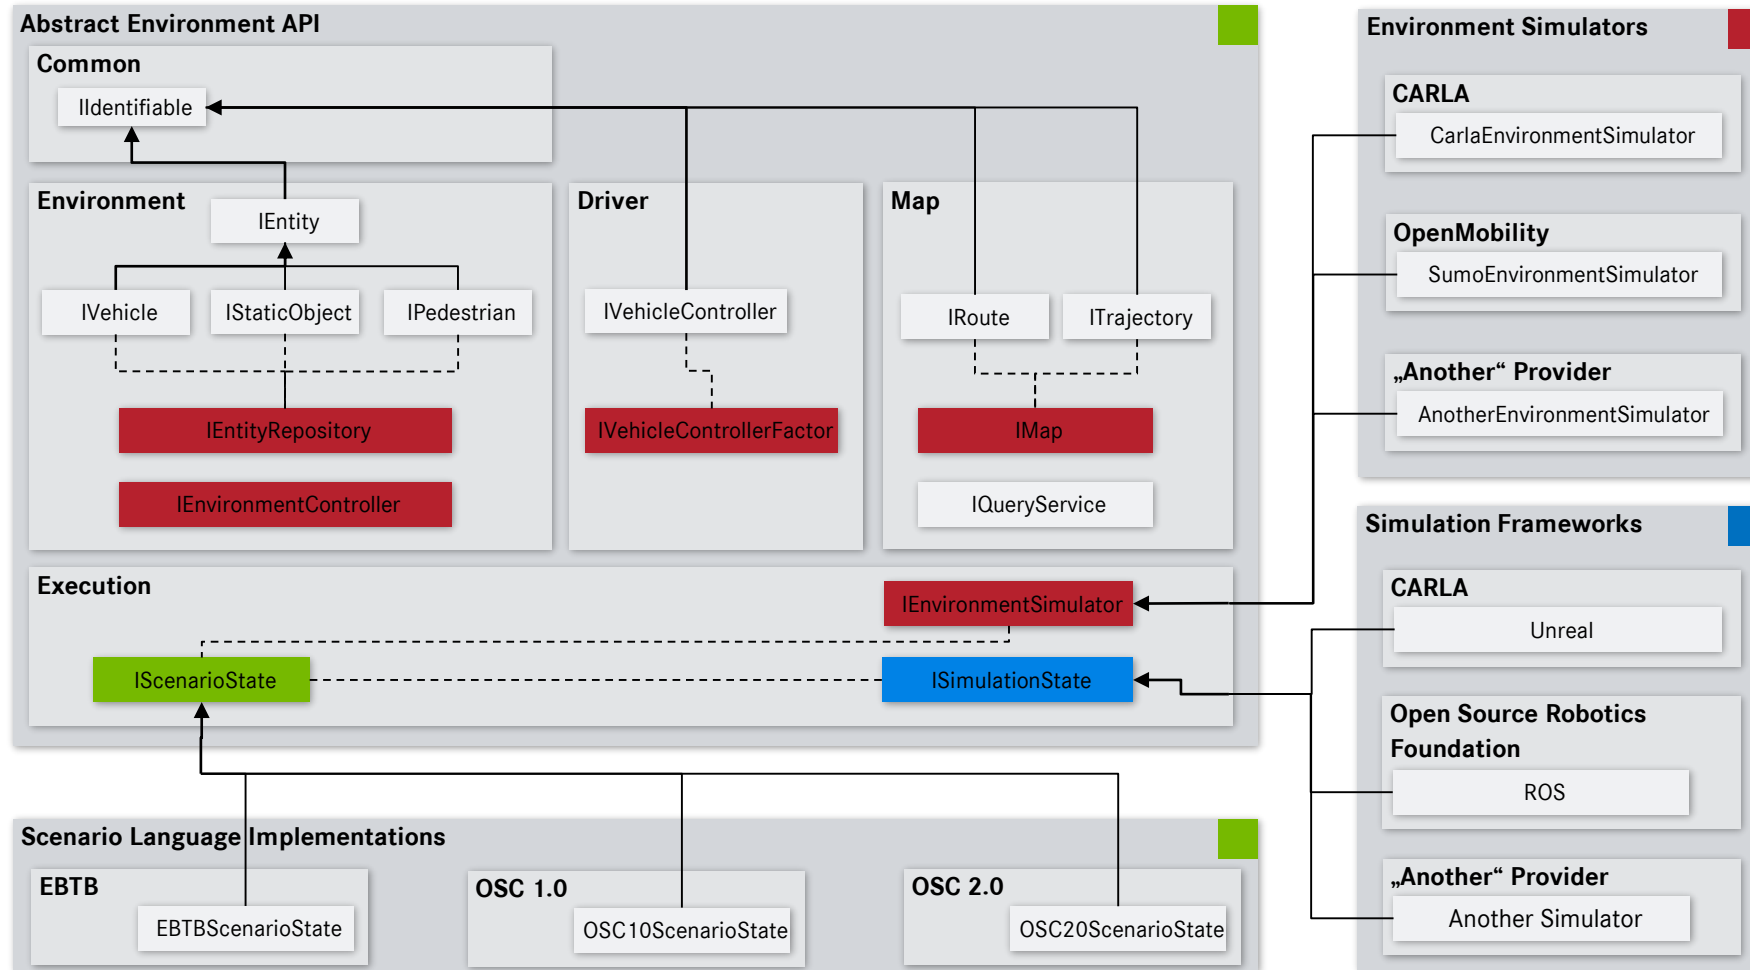 Abstract Environment API
Common
IIdentifiable
Environment
IEntity
IVehicle
IStaticObject
IPedestrian
IEntityRepository
IEnvironmentController
Driver
IVehicleController
IVehicleControllerFactor
Map
IRoute
ITrajectory
IMap
IQueryService
Execution
IEnvironmentSimulator
IScenarioState
ISimulationState
Scenario Language Implementations
EBTB
EBTBScenarioState
OSC 1.0
OSC10ScenarioState
OSC 2.0
OSC20ScenarioState
Environment Simulators
CARLA
CarlaEnvironmentSimulator
OpenMobility
SumoEnvironmentSimulator
„Another“ Provider
AnotherEnvironmentSimulator
Simulation Frameworks
CARLA
Unreal
Open Source Robotics
Foundation
ROS
„Another“ Provider
Another Simulator